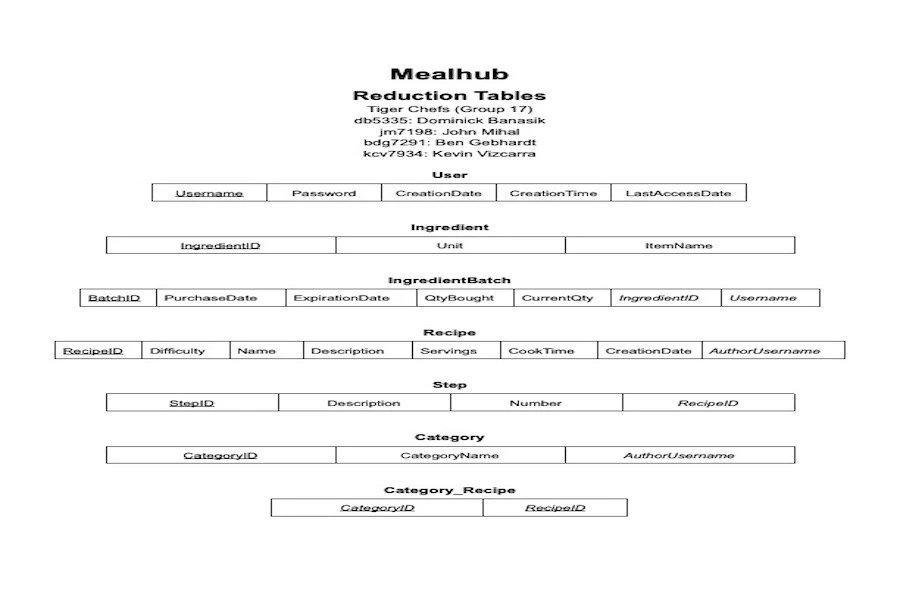 Mealhub
Reduction Tables
Tiger Chefs (Group 17)
db5335: Dominick Banasik
jm7198: John Mihal
bdg7291: Ben Gebhardt
kcv7934: Kevin Vizcarra
User
Username Password CreationDate CreationTime LastAccessDate
Ingredient
IngredientID Unit ItemName
IngredientBatch
BatchID PurchaseDate ExpirationDate QtyBought CurrentQty IngredientID Username
Recipe
RecipeID Difficulty Name Description Servings CookTime CreationDate AuthorUsername
Step
StepID Description Number RecipeID
Category
CategoryID CategoryName AuthorUsername
Category_Recipe
CategoryID RecipeID